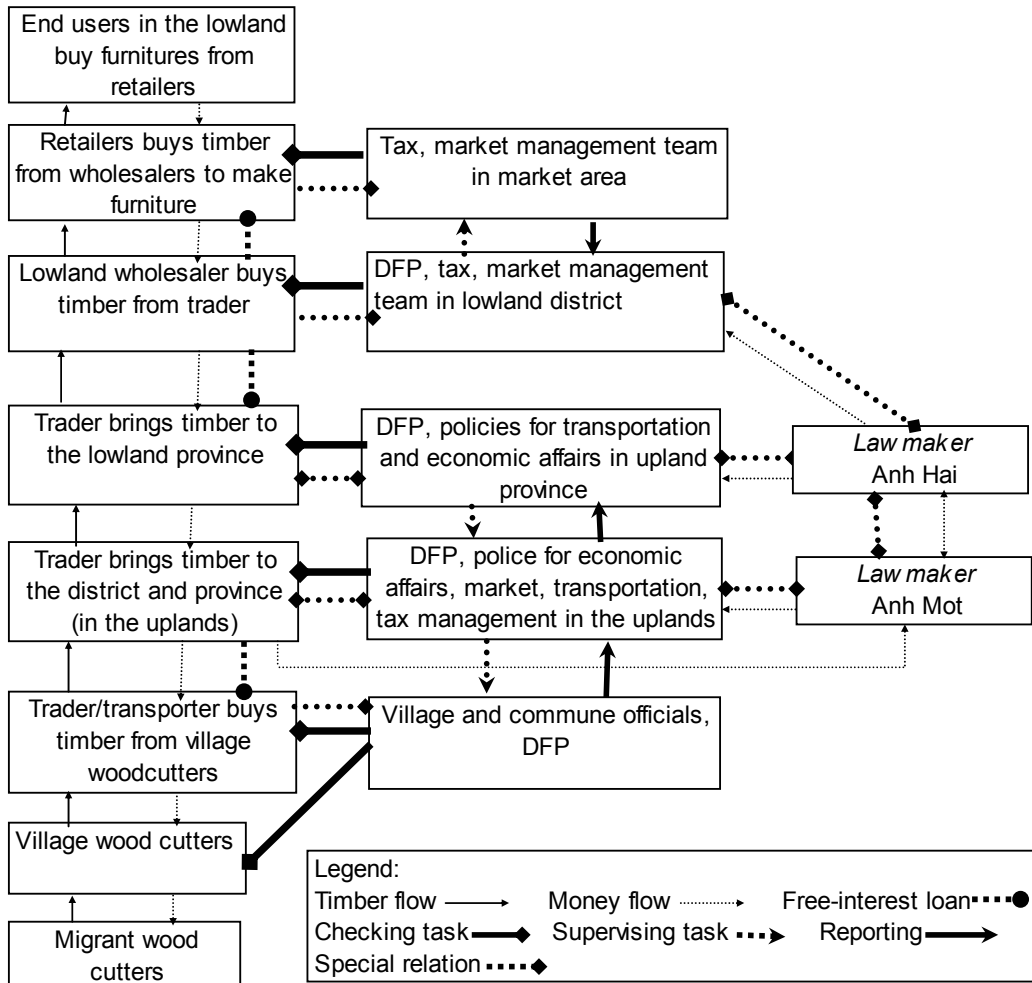 End users in the lowland
buy furnitures from
retailers
Retailers buys timber
from wholesalers to make
furniture
Tax, market management team
in market area
Lowland wholesaler buys
timber from trader
DFP, tax, market management
team in lowland district
Trader brings timber to
the lowland province
DFP, policies for transportation
and economic affairs in upland
province
Law maker
Anh Hai
Trader brings timber to
the district and province
(in the uplands)
DFP, police for economic
affairs, market, transportation,
tax management in the uplands
Law maker
Anh Mot
Trader/transporter buys
timber from village
woodcutters
Village and commune officials,
DFP
Village wood cutters
Migrant wood
cutters
Legend:
Timber flow
Money flow
Free-interest loan
Checking task
Supervising task
Reporting
Special relation